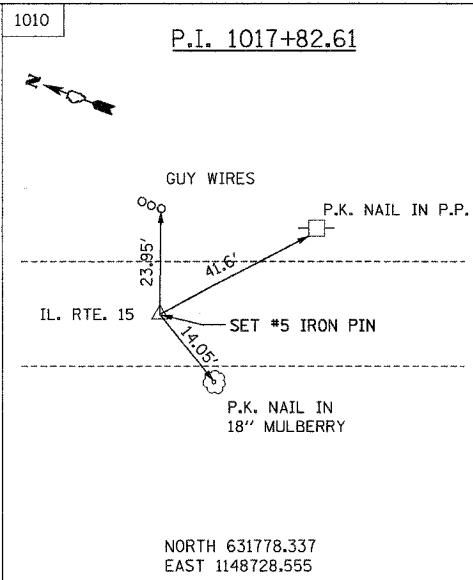 1010
P.I. 1017+82.61
N
GUY WIRES
P.K. NAIL IN P.P.
23.95'
41.6'
IL. RTE. 15
SET #5 IRON PIN
14.05'
P.K. NAIL IN
18" MULBERRY
NORTH 631778.337
EAST 1148728.555